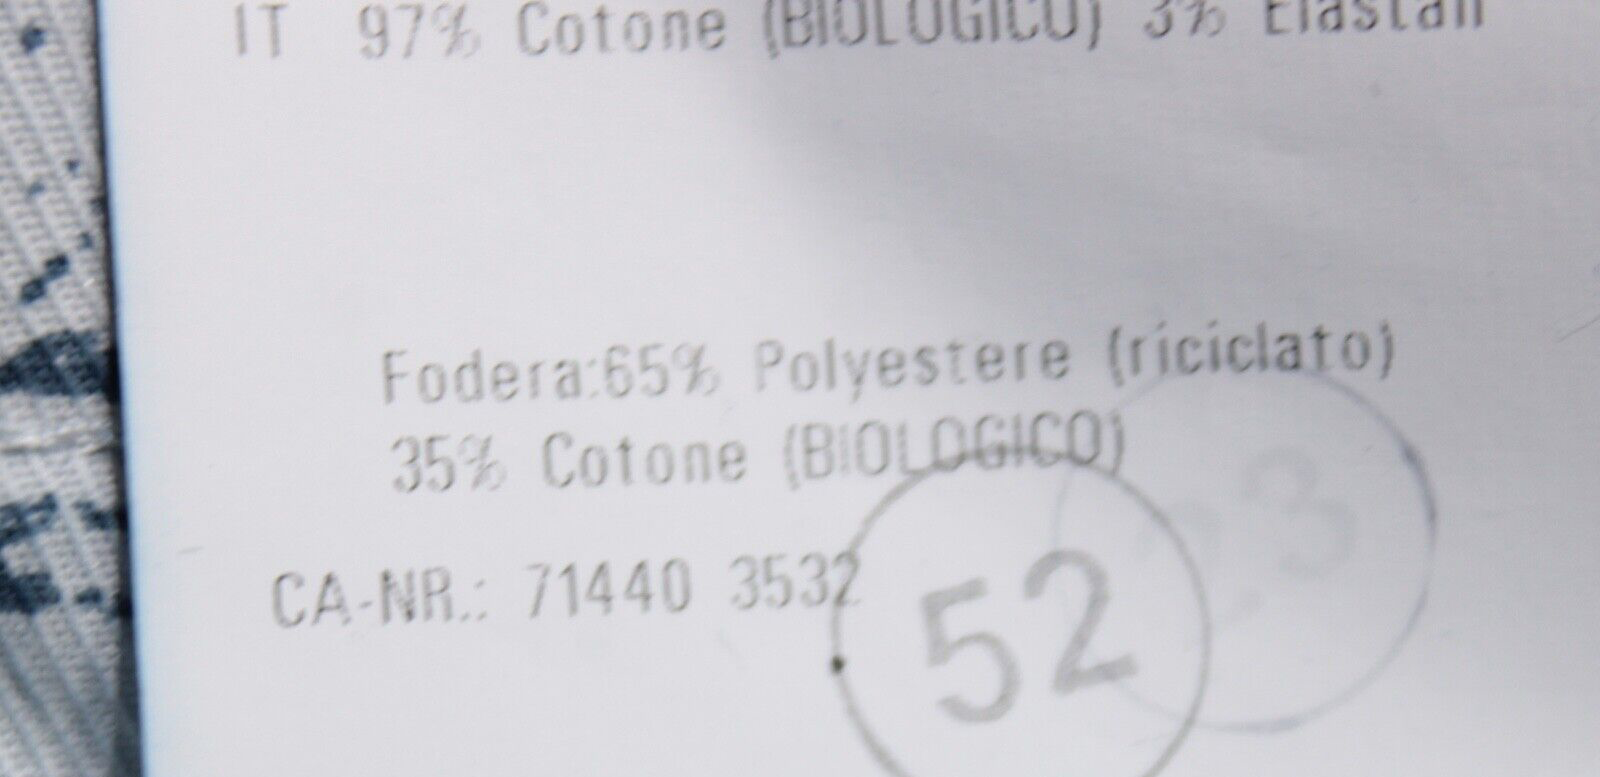 IT 97% Cotone (BIOLOGICO) 3% Elastan
Fodera:65% Polyestere (riciclato)
35% Cotone (BIOLOGICO)
CA-NR.: 71440 3532
52